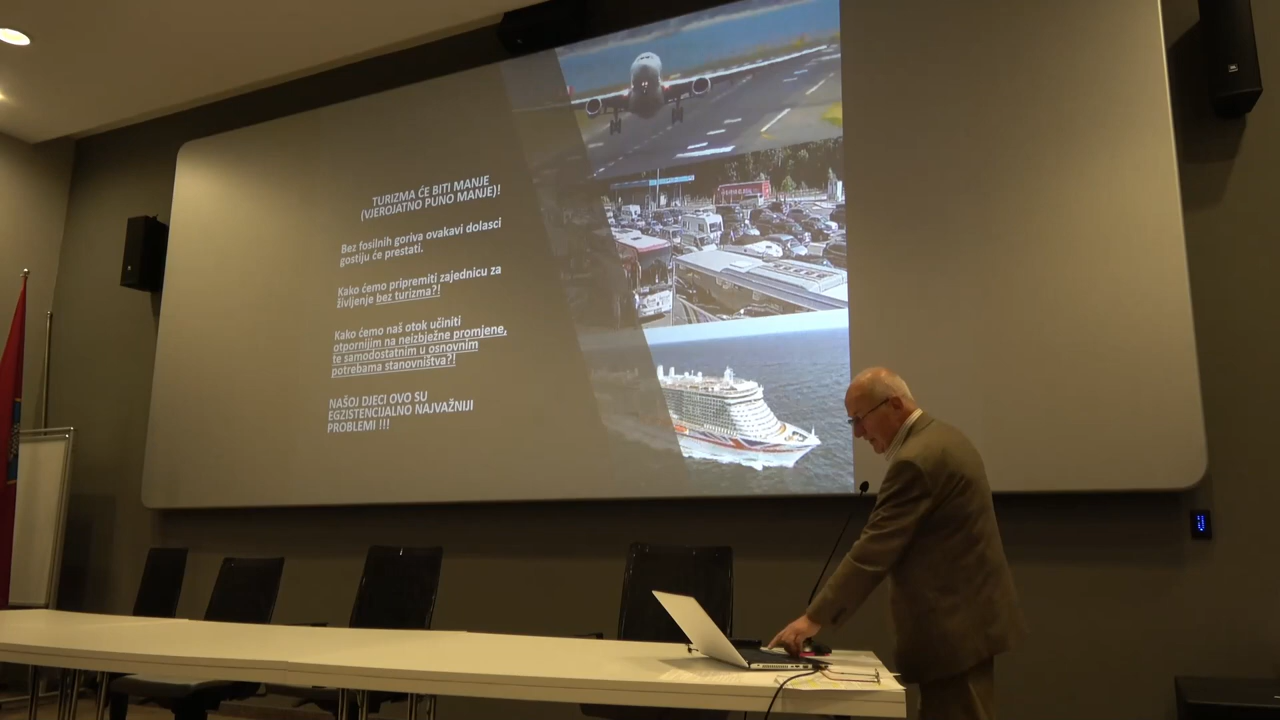 TURIZMA ĆE BITI MANJE
(VJEROJATNO PUNO MANJE)!
Bez fosilnih goriva ovakavi dolasci
gostiju će prestati.
Kako ćemo pripremiti zajednicu za
življenje bez turizma?!
Kako ćemo naš otok učiniti
otpornijim na neizbježne promjene,
te samodostatnim u osnovnim
potrebama stanovništva?!
NAŠOJ DJECI OVO SU
EGZISTENCIJALNO NAJVAŽNIJI
PROBLEMI !!!